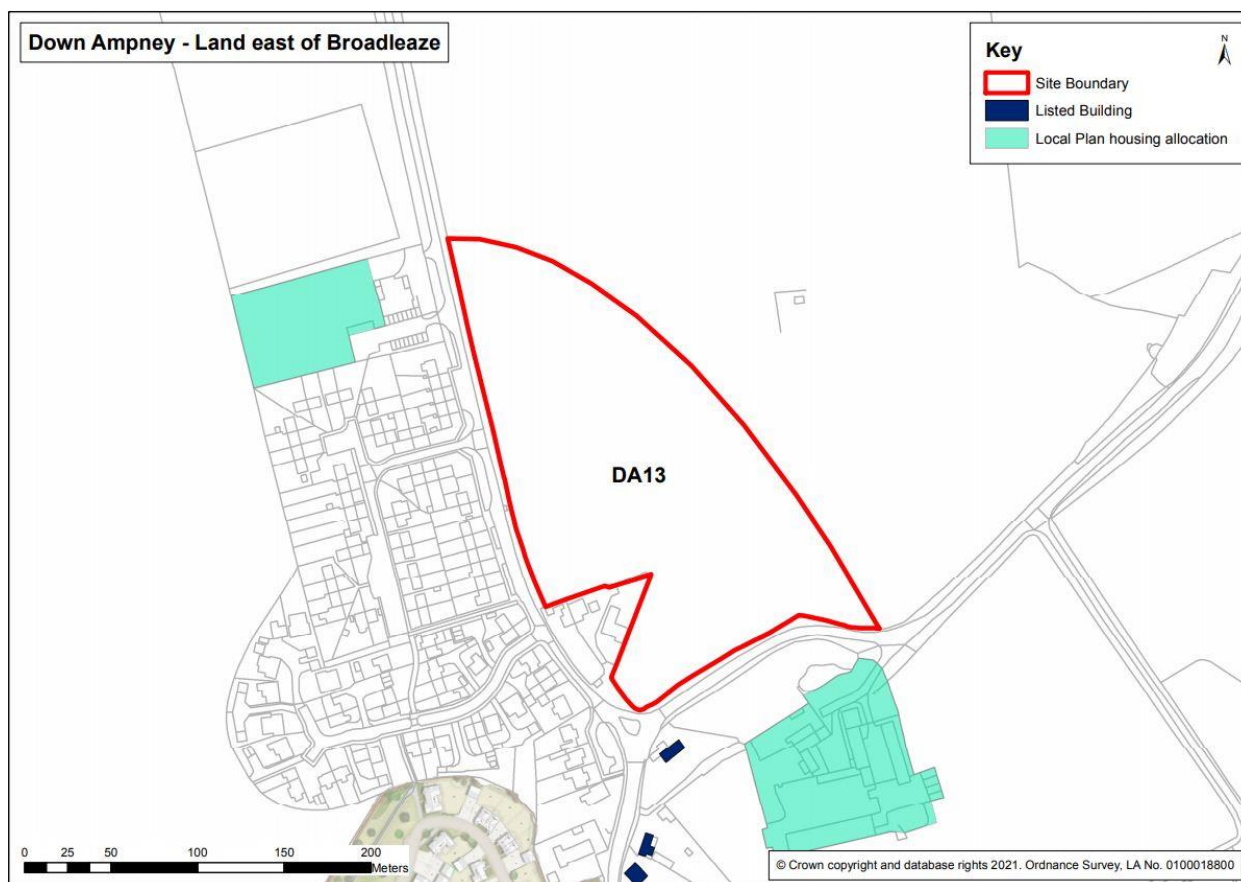 Down Ampney - Land east of Broadleaze
Key
N
Site Boundary
Listed Building
Local Plan housing allocation
DA13
0 25 50 100 150 200
Meters
© Crown copyright and database rights 2021. Ordnance Survey, LA No. 0100018800